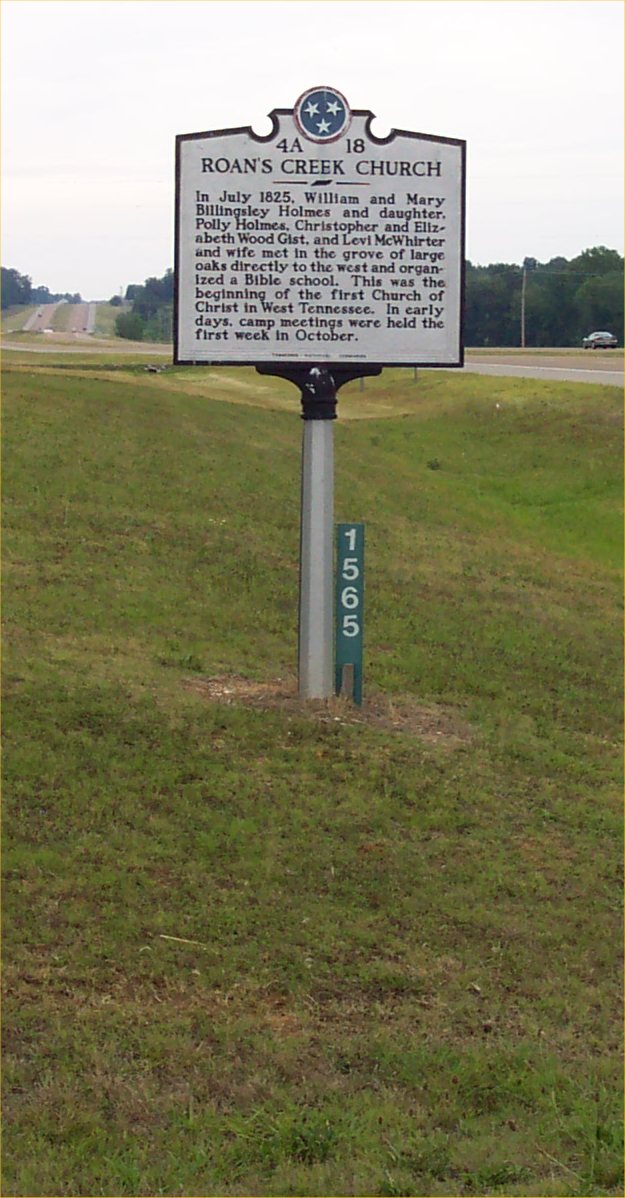 4A 18
ROAN'S CREEK CHURCH
In July 1825, William and Mary
Billingsley Holmes and daughter,
Polly Holmes, Christopher and Eliz-
abeth Wood Gist, and Levi McWhirter
and wife met in the grove of large
oaks directly to the west and organ-
ized a Bible school. This was the
beginning of the first Church of
Christ in West Tennessee. In early
days, camp meetings were held the
first week in October.
TENNESSEE HISTORICAL COMMISSION
1
5
6
5